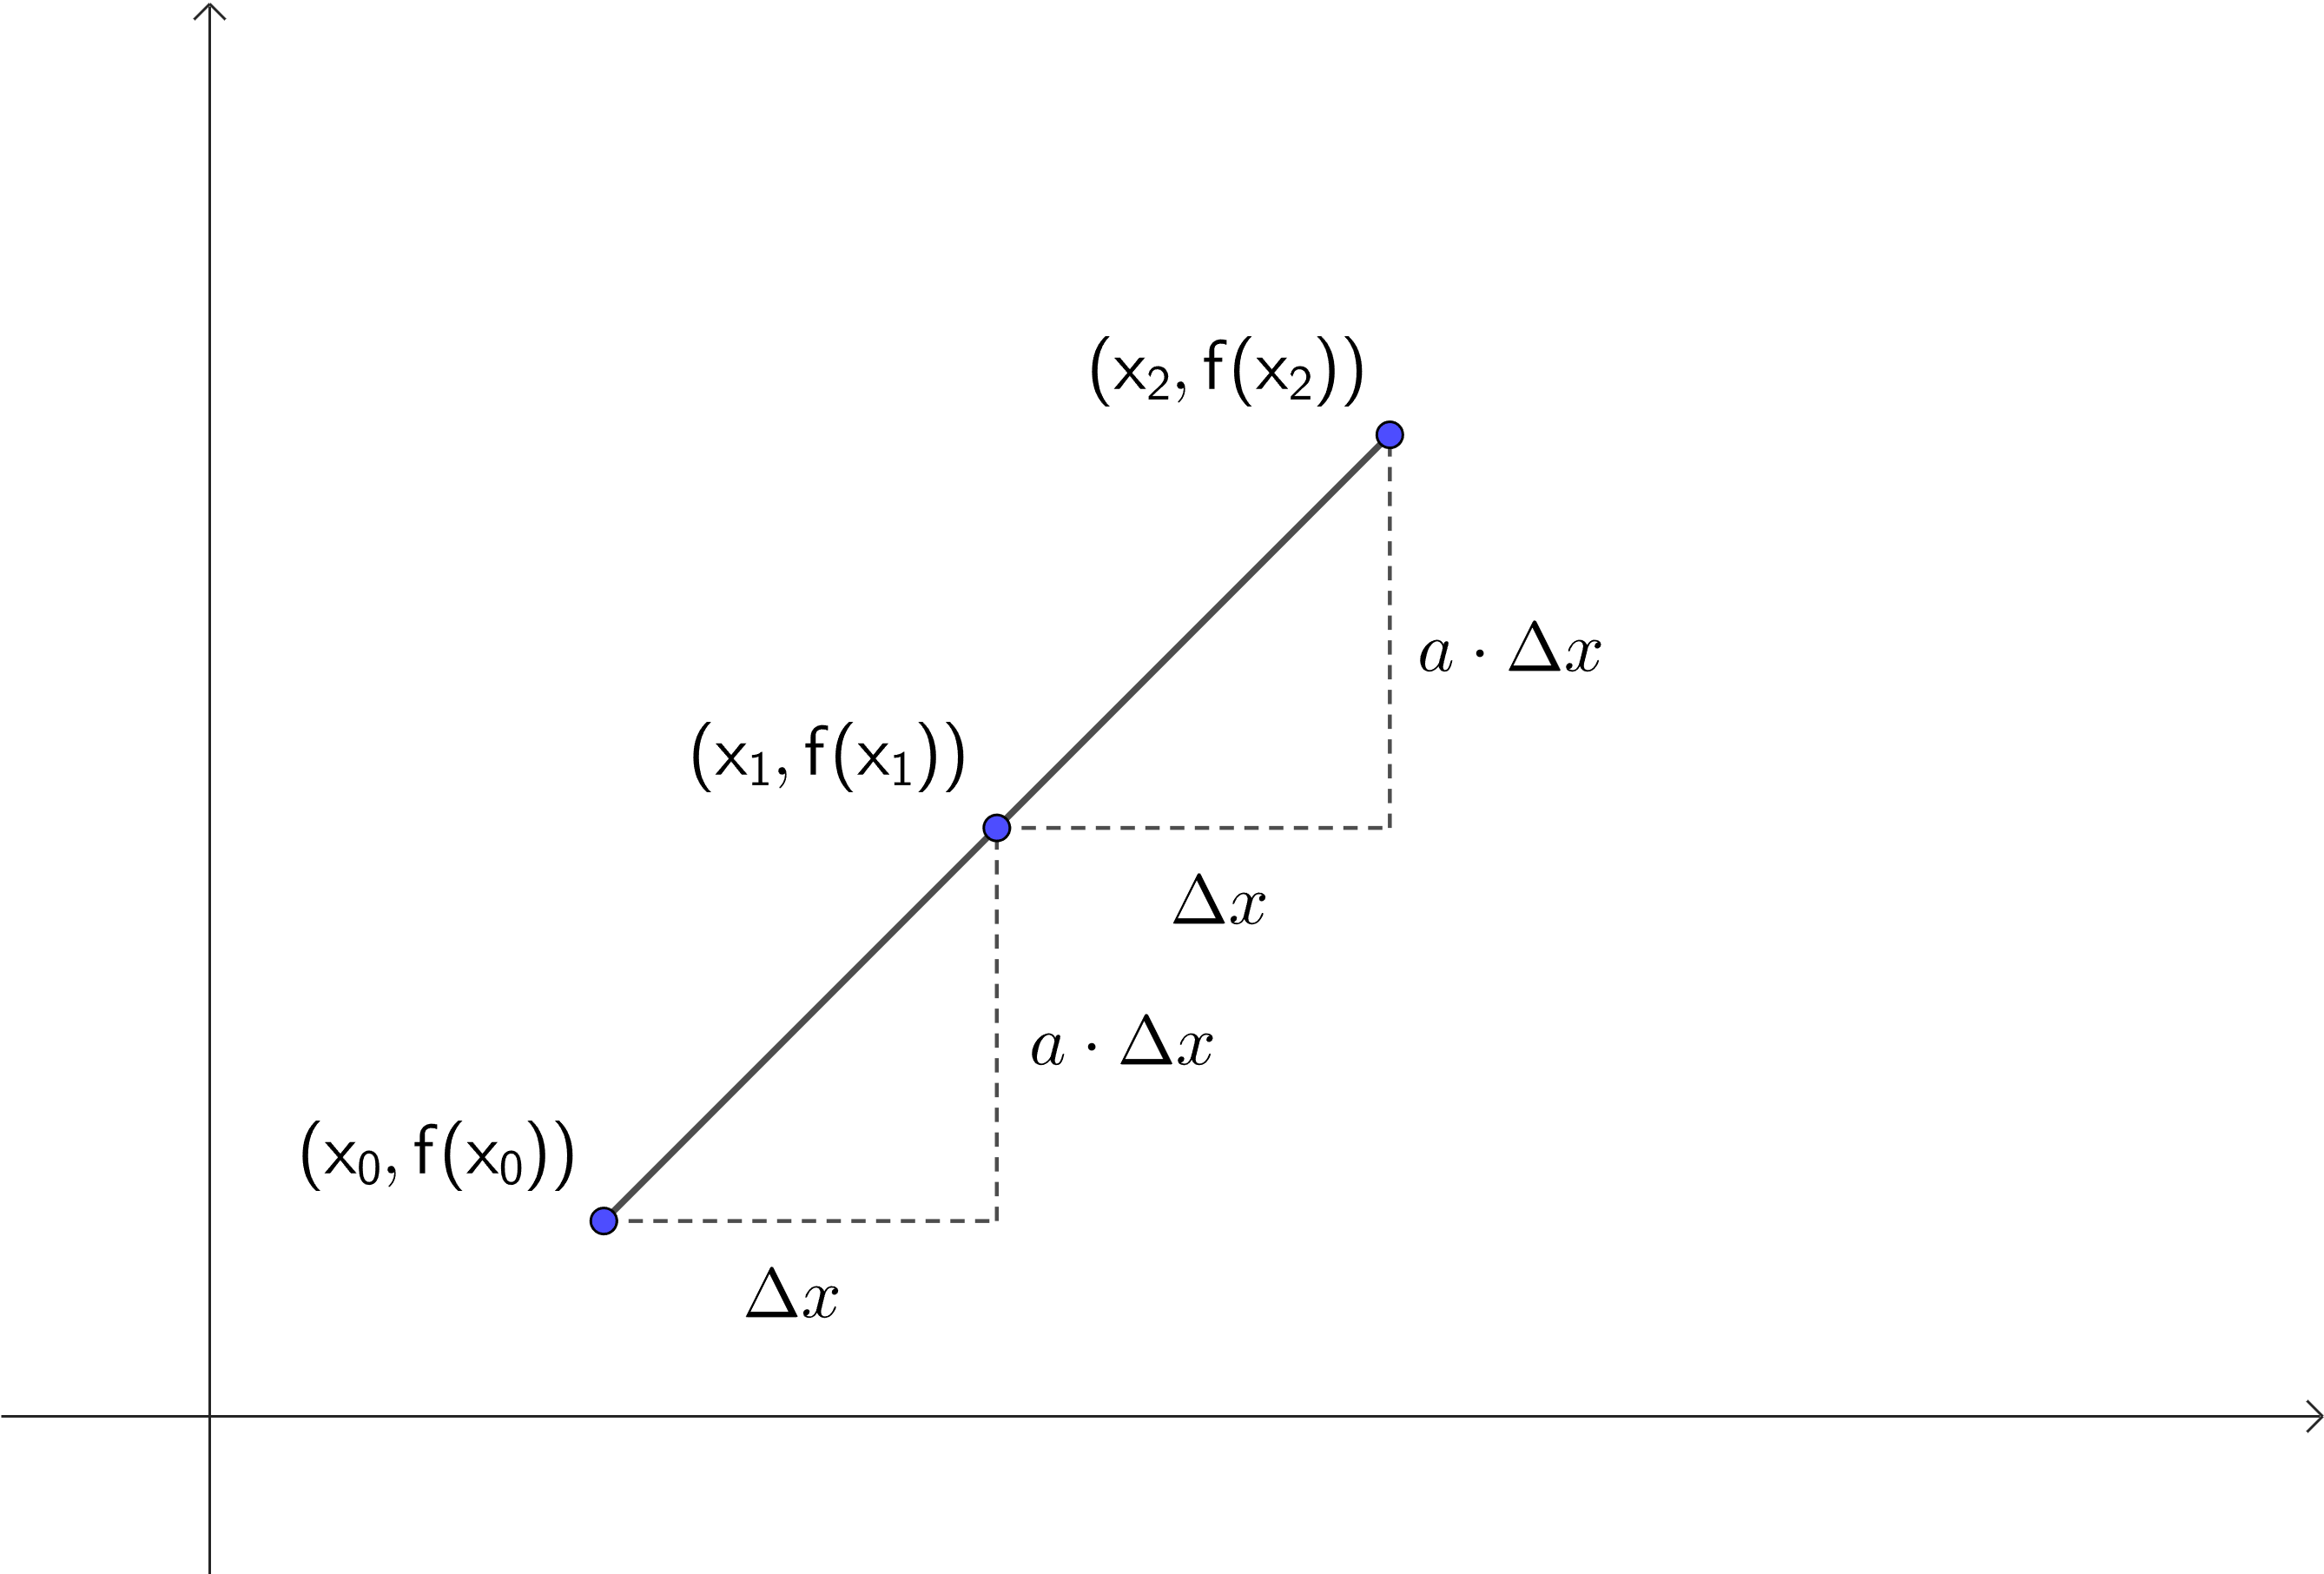 (x₂, f(x₂))
a · Δx
(x₁, f(x₁))
Δx
a · Δx
(x₀, f(x₀))
Δx